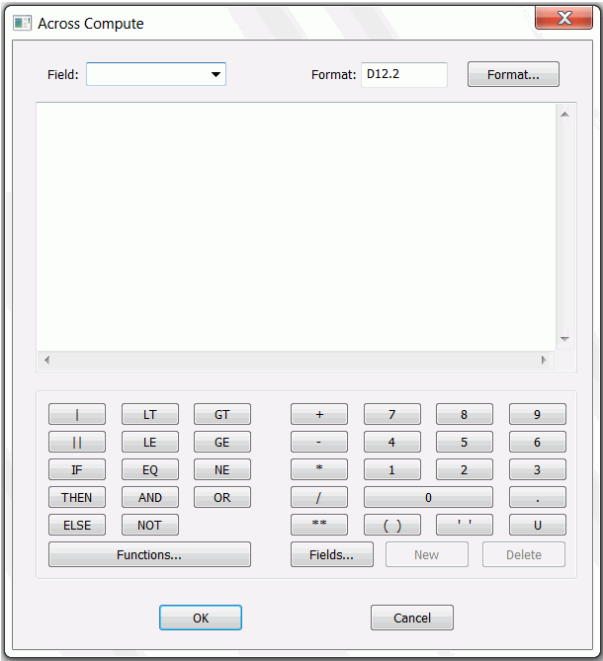 Across Compute
Field: Format: D12.2 Format...
| LT GT + 7 8 9
|| LE GE - 4 5 6
IF EQ NE * 1 2 3
THEN AND OR / 0 .
ELSE NOT ** ( ) ' ' U
Functions... Fields... New Delete
OK Cancel